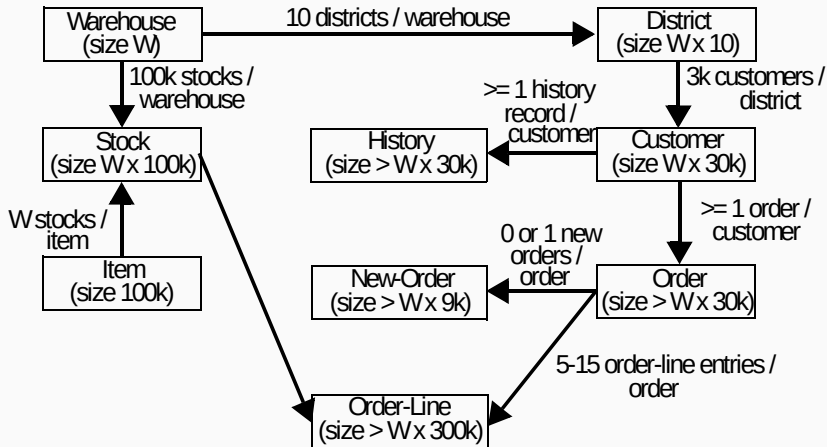 Warehouse
(size W)
10 districts / warehouse
District
(size W x 10)
100k stocks /
warehouse
3k customers /
district
>= 1 history
record /
customer
Stock
(size W x 100k)
History
(size > W x 30k)
Customer
(size W x 30k)
W stocks /
item
>= 1 order /
customer
0 or 1 new
orders /
order
Item
(size 100k)
New-Order
(size > W x 9k)
Order
(size > W x 30k)
5-15 order-line entries /
order
Order-Line
(size > W x 300k)